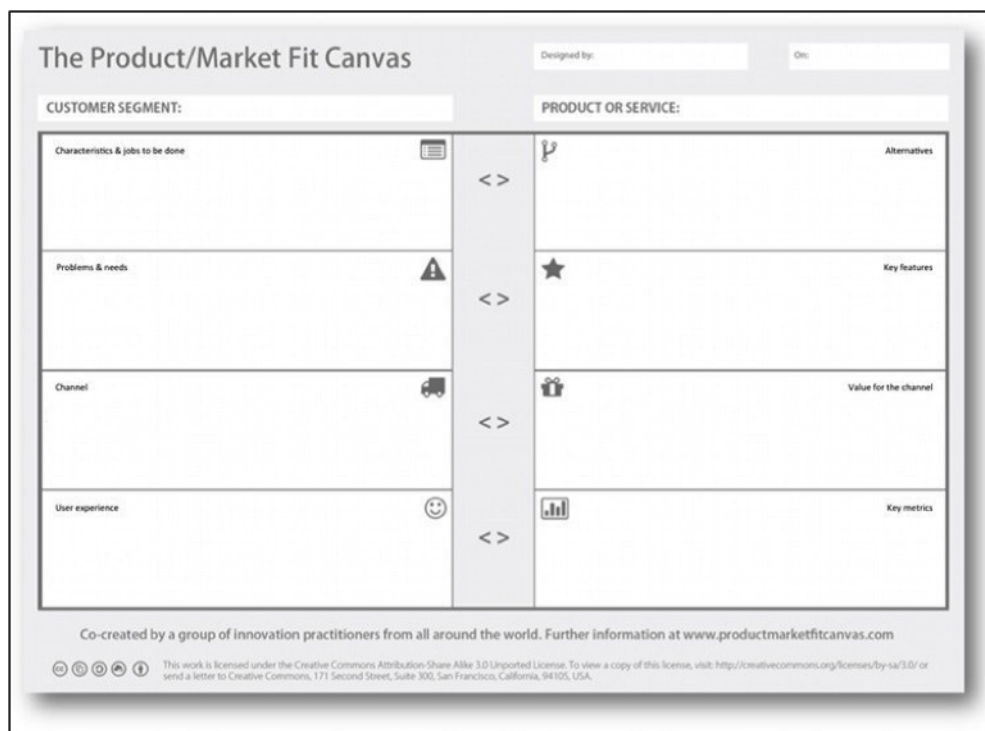 The Product/Market Fit Canvas
Designed by:
On:
CUSTOMER SEGMENT:
PRODUCT OR SERVICE:
Characteristics & jobs to be done
< >
Alternatives
Problems & needs
< >
Key features
Channel
< >
Value for the channel
User experience
< >
Key metrics
Co-created by a group of innovation practitioners from all around the world. Further information at www.productmarketfitcanvas.com
This work is licensed under the Creative Commons Attribution-Share Alike 3.0 Unported License. To view a copy of this license, visit: http://creativecommons.org/licenses/by-sa/3.0/ or
send a letter to Creative Commons, 171 Second Street, Suite 300, San Francisco, California, 94105, USA.